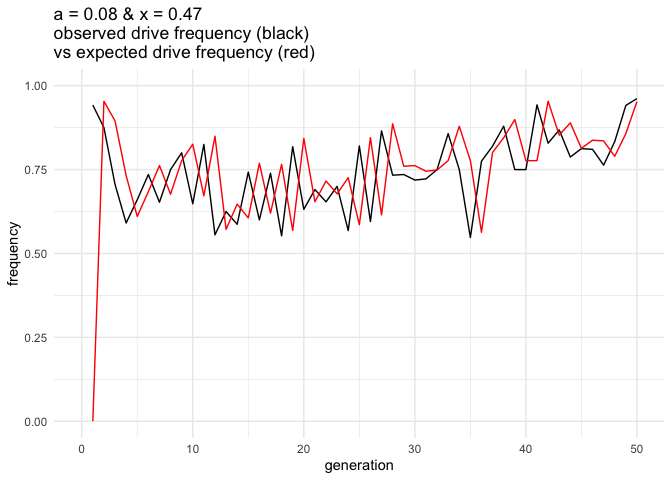 a = 0.08 & x = 0.47
observed drive frequency (black)
vs expected drive frequency (red)
1.00
0.75
0.50
0.25
0.00
frequency
0
10
20
30
40
50
generation